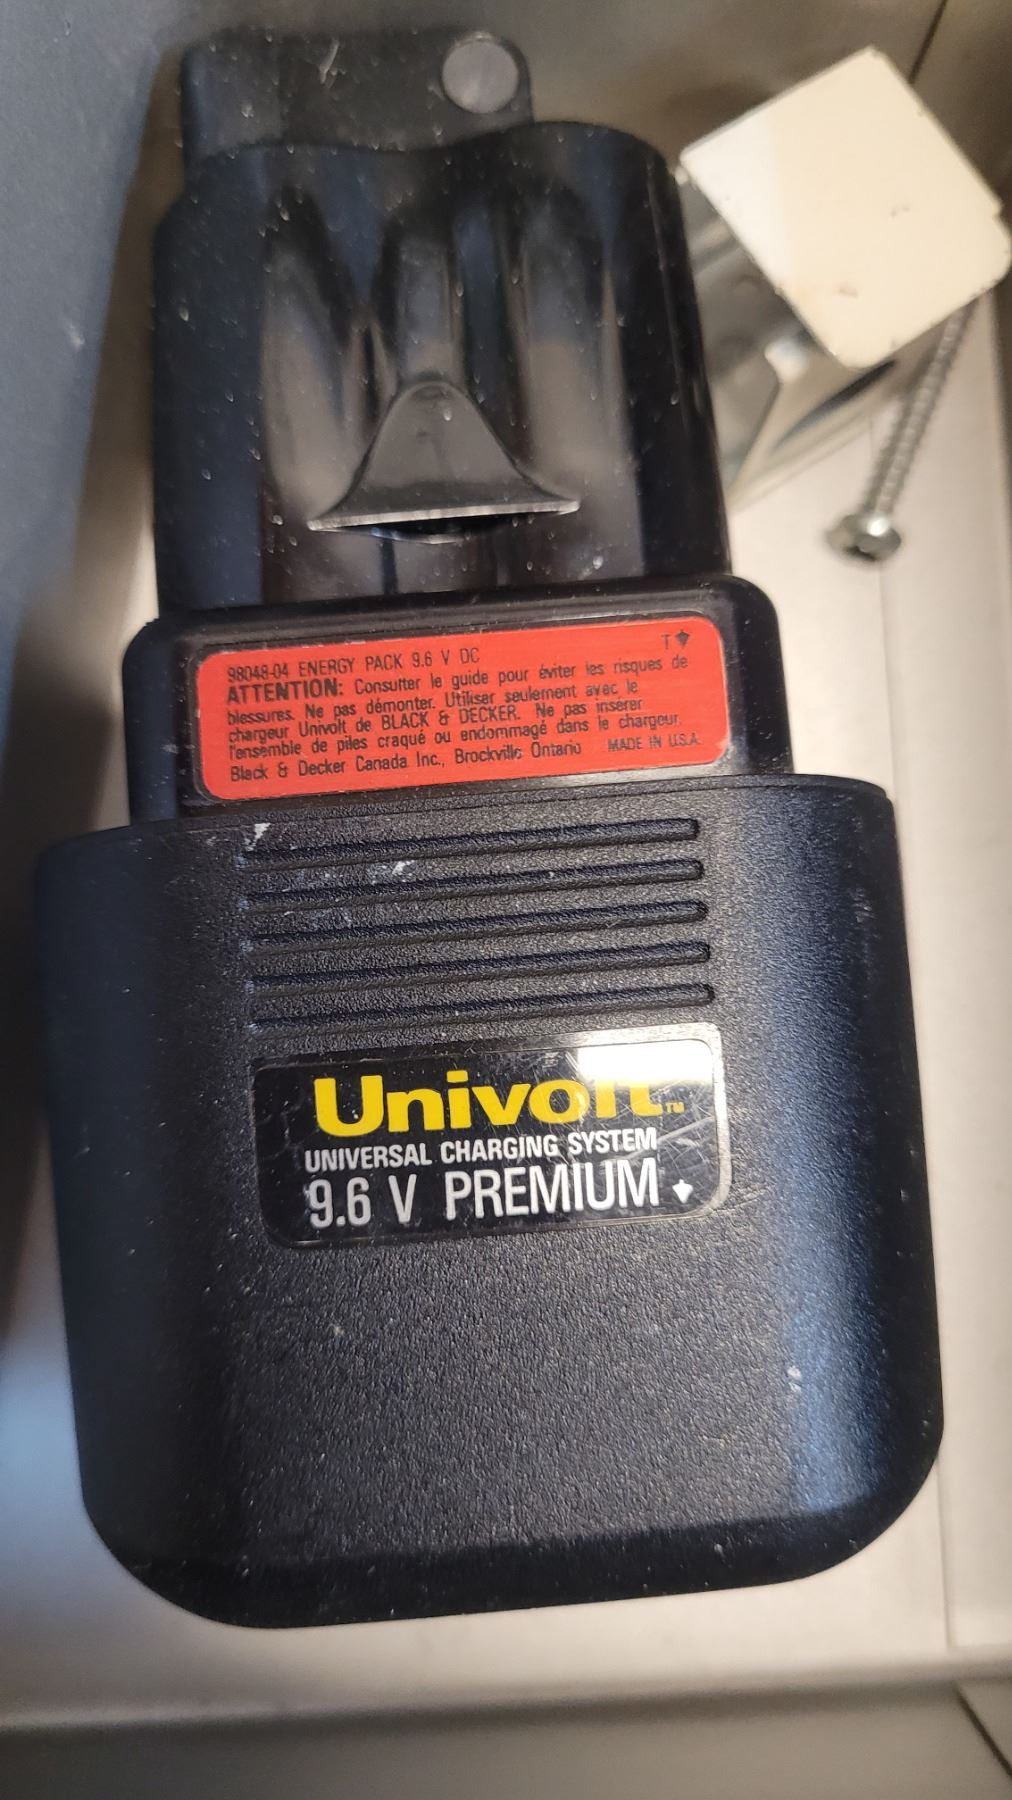 98048-04 ENERGY PACK 9.6 V DC T
ATTENTION: Consulter le guide pour éviter les risques de
blessures. Ne pas démonter. Utiliser seulement avec le
chargeur Univolt de BLACK & DECKER. Ne pas inserer
l'ensemble de piles craqué ou endommagé dans le chargeur.
Black & Decker Canada Inc., Brockville Ontario MADE IN U.S.A.
Univolt™
UNIVERSAL CHARGING SYSTEM
9.6 V PREMIUM